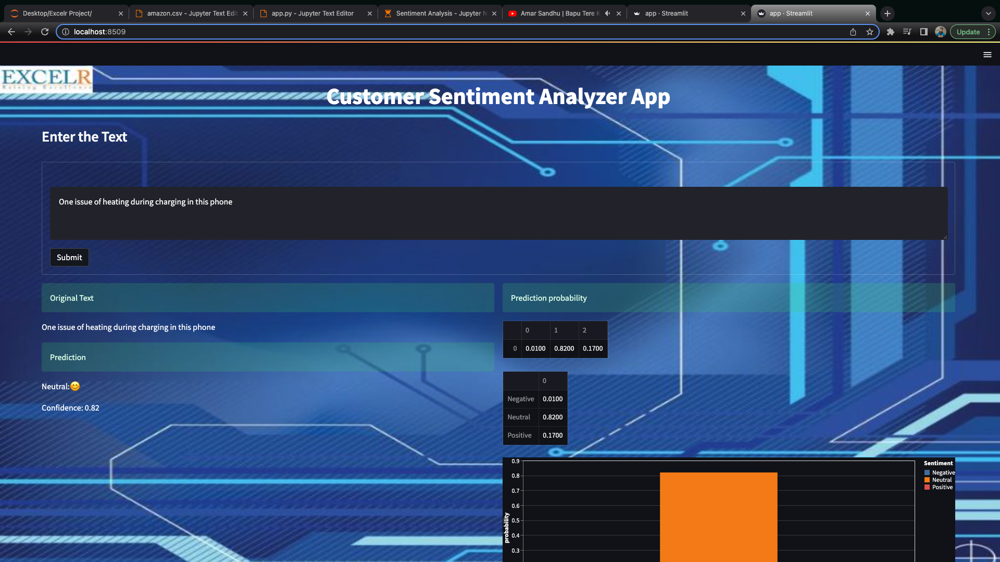 Desktop/Excelr Project/
amazon.csv - Jupyter Text Edit
app.py - Jupyter Text Editor
Sentiment Analysis - Jupyter N
Amar Sandhu | Bapu Tere K
app · Streamlit
app · Streamlit
localhost:8509
Update
EXCELR
Customer Sentiment Analyzer App
Enter the Text
One issue of heating during charging in this phone
Submit
Original Text
One issue of heating during charging in this phone
Prediction
Neutral:😊
Confidence: 0.82
Prediction probability
0 1 2
0 0.0100 0.8200 0.1700
0
Negative 0.0100
Neutral 0.8200
Positive 0.1700
0.9
0.8
0.7
0.6
0.5
0.4
0.3
probability
Sentiment
Negative
Neutral
Positive